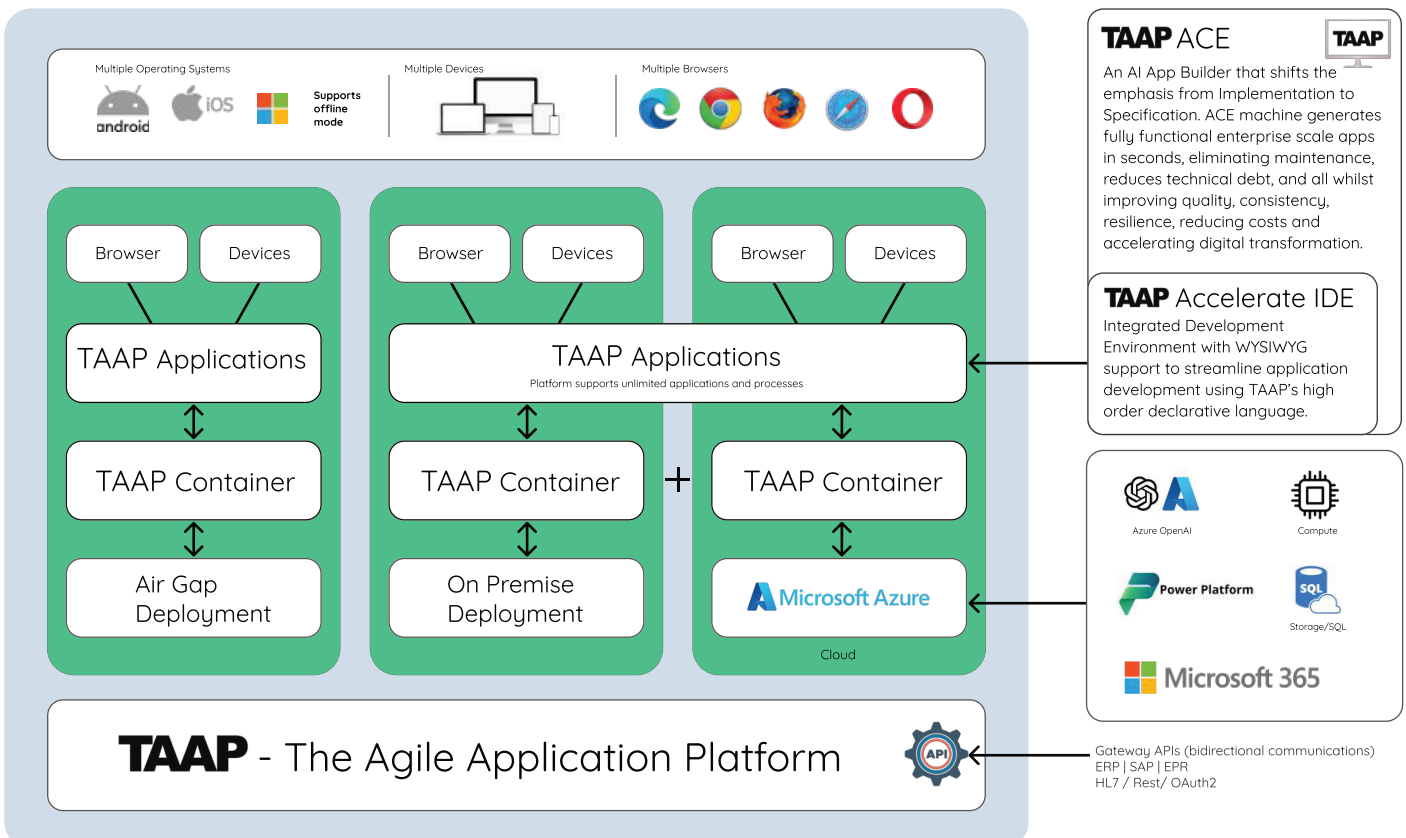 Multiple Operating Systems
android
iOS
Supports
offline
mode
Multiple Devices
Multiple Browsers
Browser
Devices
TAAP Applications
TAAP Container
Air Gap
Deployment
Browser
Devices
Browser
Devices
TAAP Applications
Platform supports unlimited applications and processes
TAAP Container
+
TAAP Container
On Premise
Deployment
Microsoft Azure
Cloud
TAAP - The Agile Application Platform
API
TAAP ACE
TAAP
An AI App Builder that shifts the
emphasis from Implementation to
Specification. ACE machine generates
fully functional enterprise scale apps
in seconds, eliminating maintenance,
reduces technical debt, and all whilst
improving quality, consistency,
resilience, reducing costs and
accelerating digital transformation.
TAAP Accelerate IDE
Integrated Development
Environment with WYSIWYG
support to streamline application
development using TAAP's high
order declarative language.
Azure OpenAI
Compute
Power Platform
SQL
Storage/SQL
Microsoft 365
Gateway APIs (bidirectional communications)
ERP | SAP | EPR
HL7 / Rest/ OAuth2